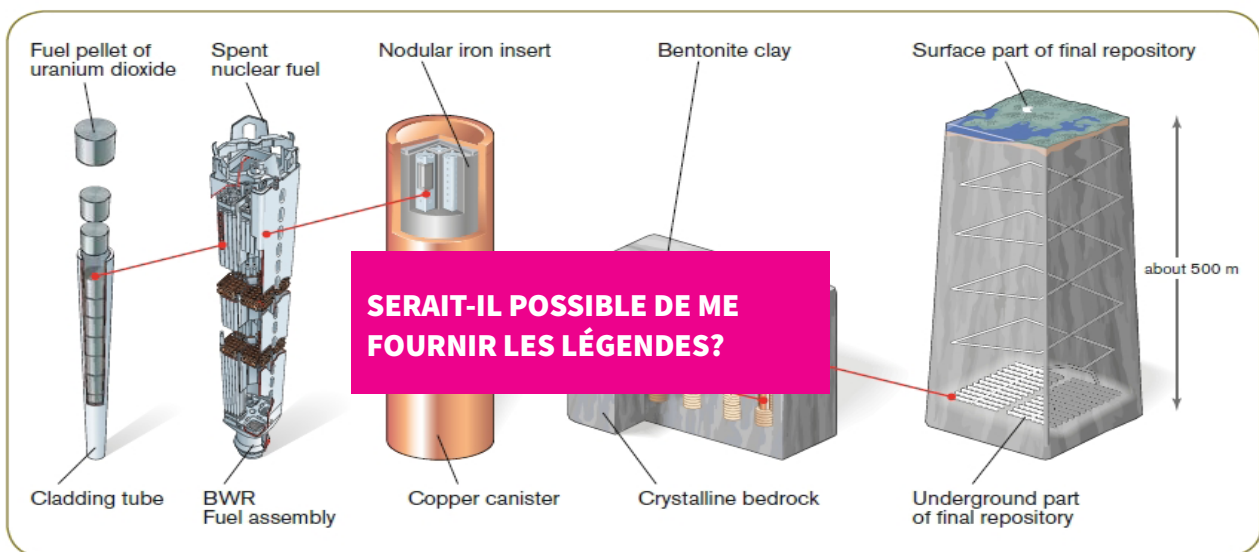 Fuel pellet of
uranium dioxide
Spent
nuclear fuel
Nodular iron insert
Bentonite clay
Surface part of final repository
about 500 m
SERAIT-IL POSSIBLE DE ME
FOURNIR LES LÉGENDES?
Cladding tube
BWR
Fuel assembly
Copper canister
Crystalline bedrock
Underground part
of final repository